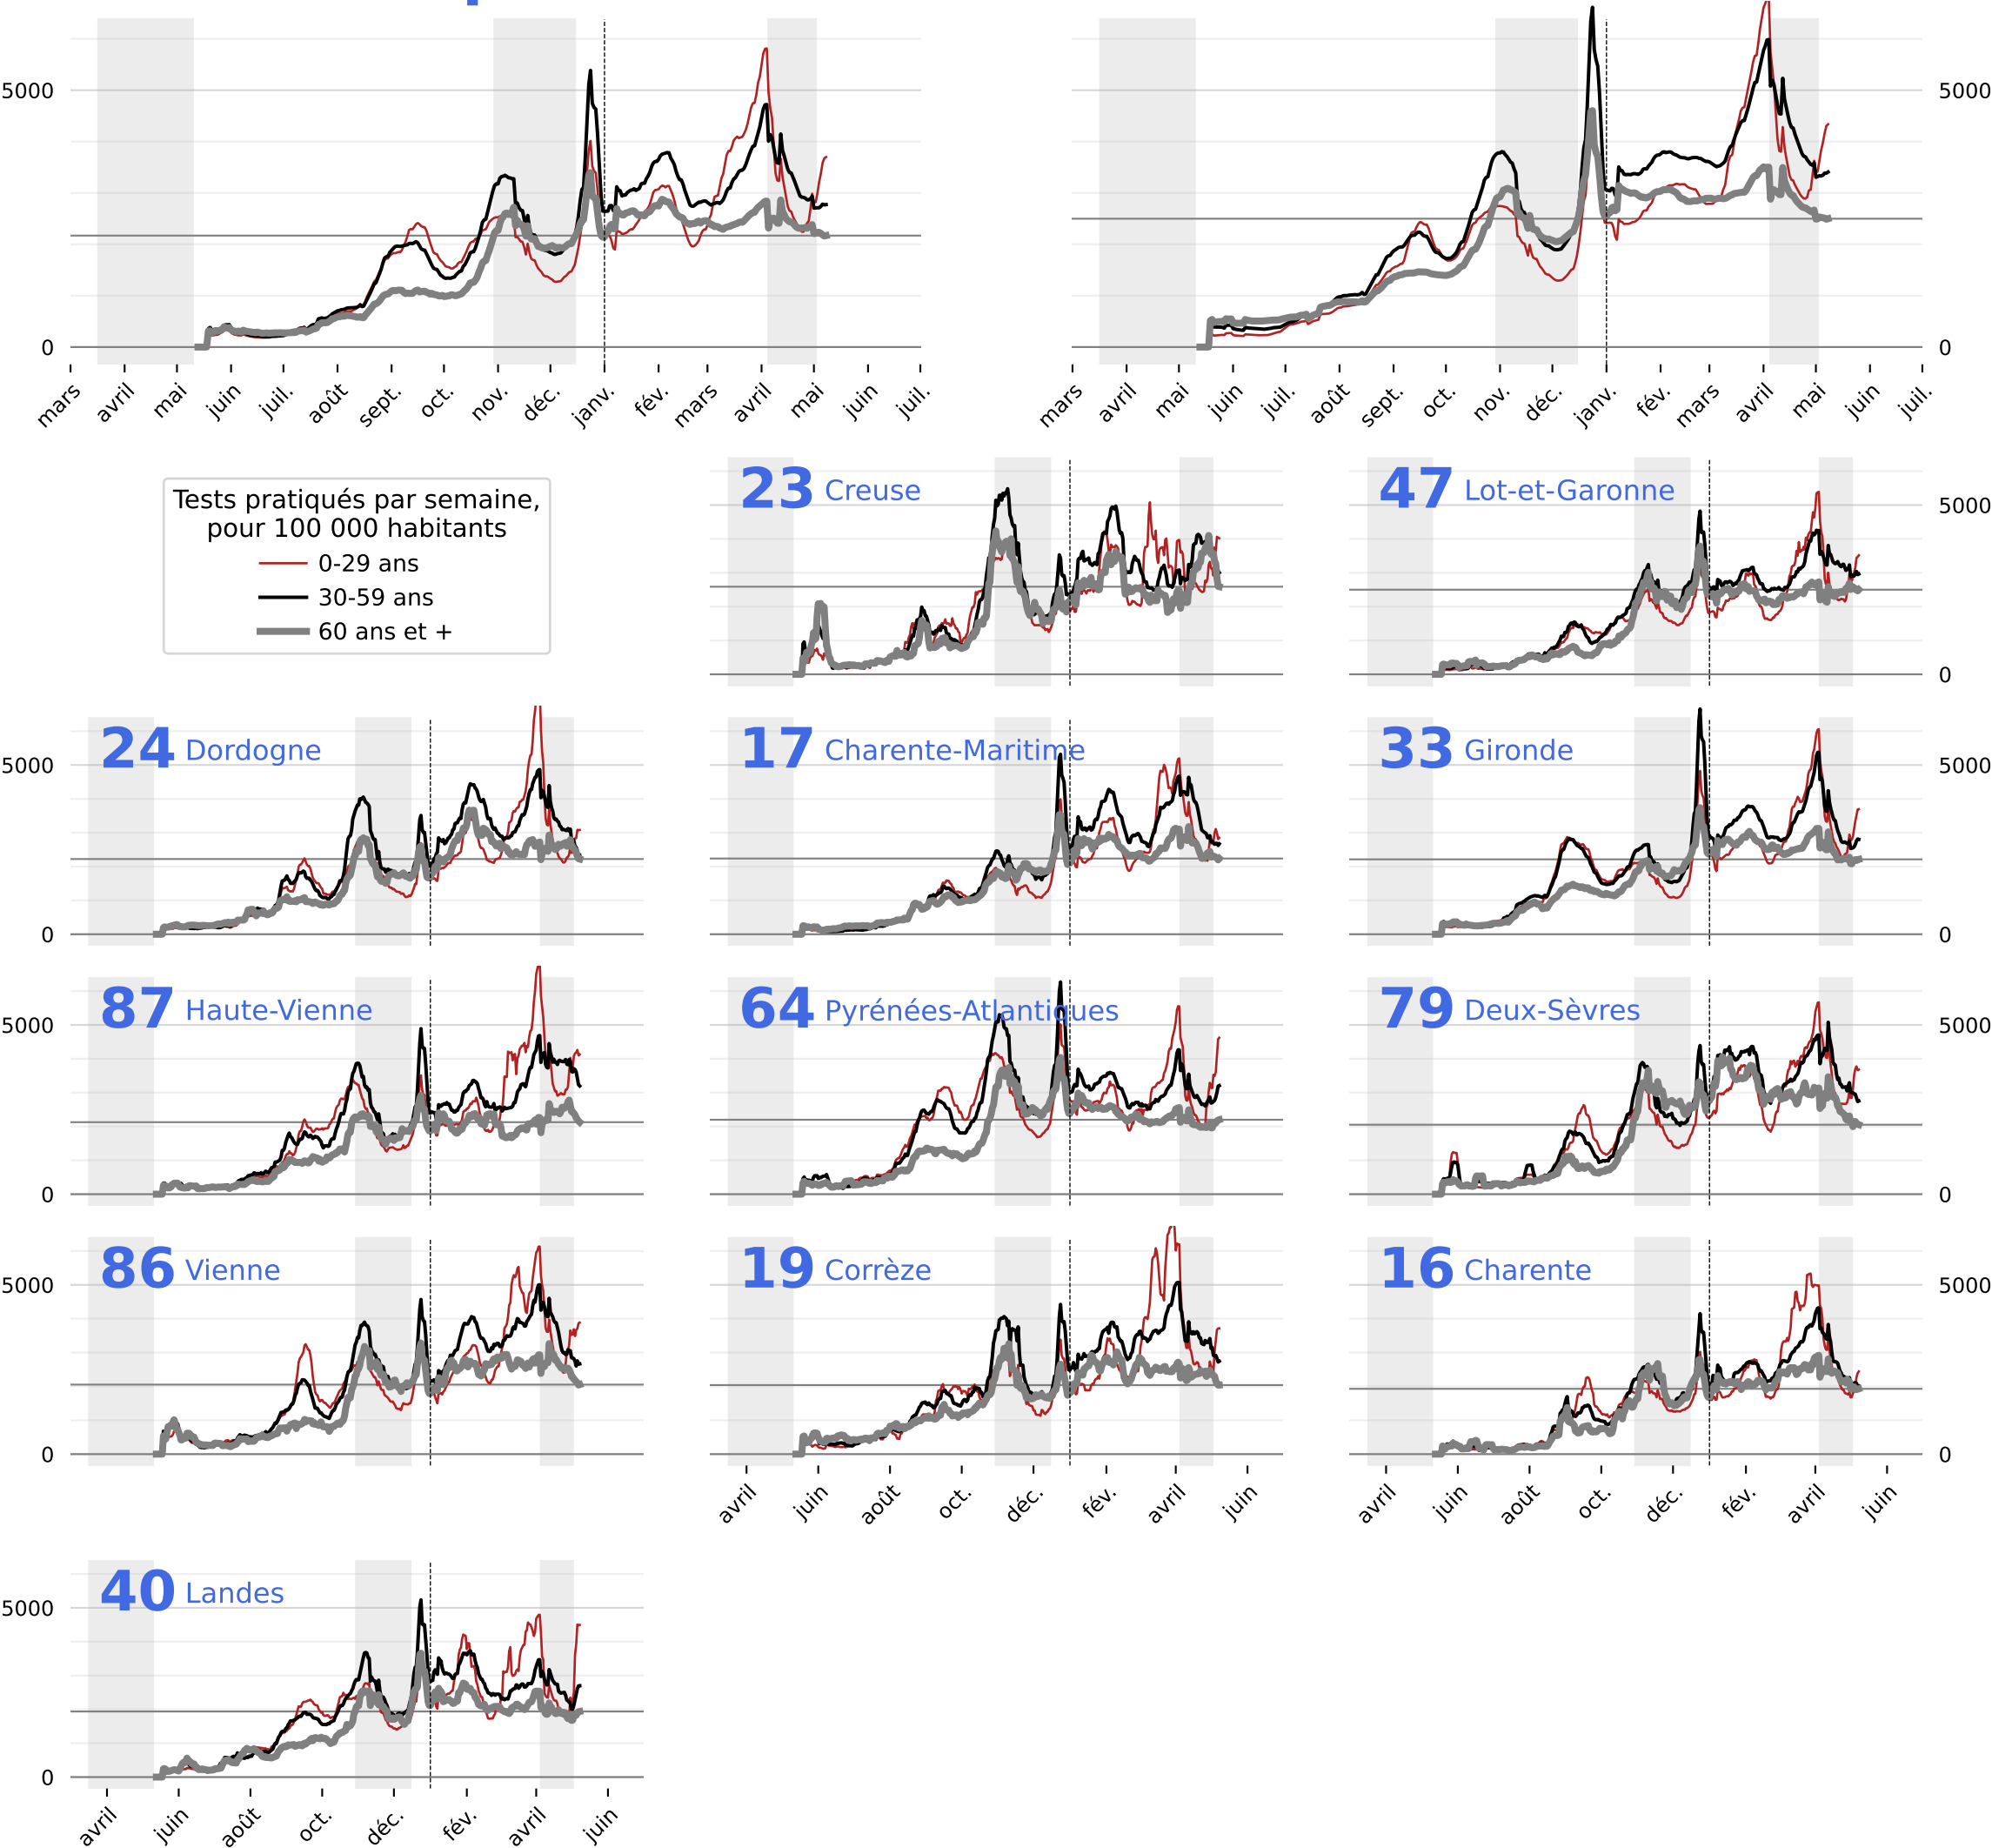 5000
5000
0
0
mars avril mai juin juil. août sept. oct. nov. déc. janv. fév. mars avril mai juin juil.
mars avril mai juin juil. août sept. oct. nov. déc. janv. fév. mars avril mai juin juil.
Tests pratiqués par semaine,
pour 100 000 habitants
0-29 ans
30-59 ans
60 ans et +
23 Creuse
47 Lot-et-Garonne
5000
0
24 Dordogne
17 Charente-Maritime
33 Gironde
5000
5000
0
0
87 Haute-Vienne
64 Pyrénées-Atlantiques
79 Deux-Sèvres
5000
5000
0
0
86 Vienne
19 Corrèze
16 Charente
5000
5000
0
0
avril juin août oct. déc. fév. avril juin
avril juin août oct. déc. fév. avril juin
40 Landes
5000
0
avril juin août oct. déc. fév. avril juin